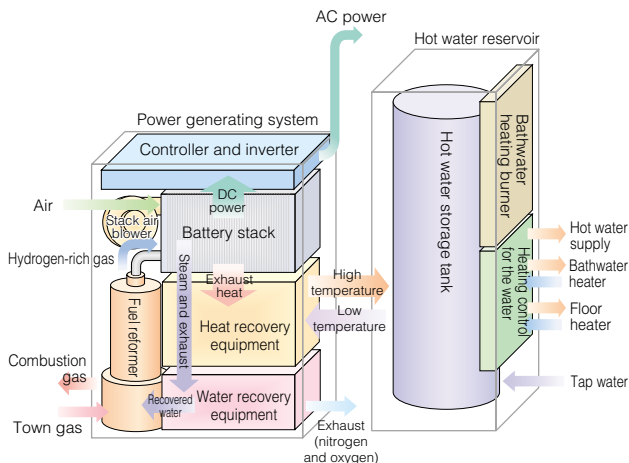 AC power
Hot water reservoir
Power generating system
Controller and inverter
DC
power
Air
Stack air
blower
Battery stack
Hydrogen-rich gas
Steam and exhaust
Exhaust
heat
High
temperature
Low
temperature
Fuel reformer
Heat recovery
equipment
Combustion
gas
Recovered
water
Water recovery
equipment
Town gas
Exhaust
(nitrogen
and oxygen)
Hot water storage tank
Bathwater
heating burner
Heating control
for the water
Hot water
supply
Bathwater
heater
Floor
heater
Tap water